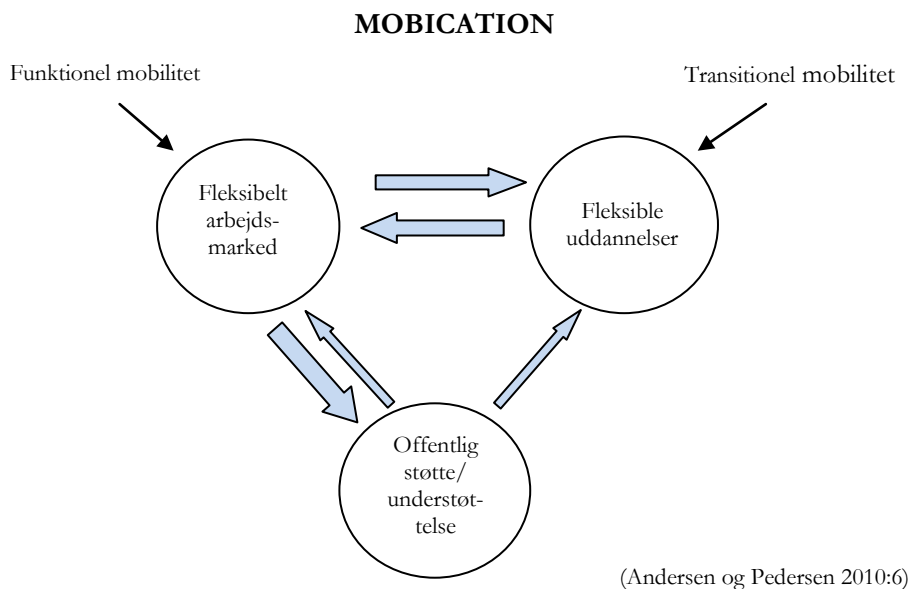 MOBICATION
Funktionel mobilitet
Transitionel mobilitet
Fleksibelt
arbejds-
marked
Fleksible
uddannelser
Offentlig
støtte/
understøt-
telse
(Andersen og Pedersen 2010:6)